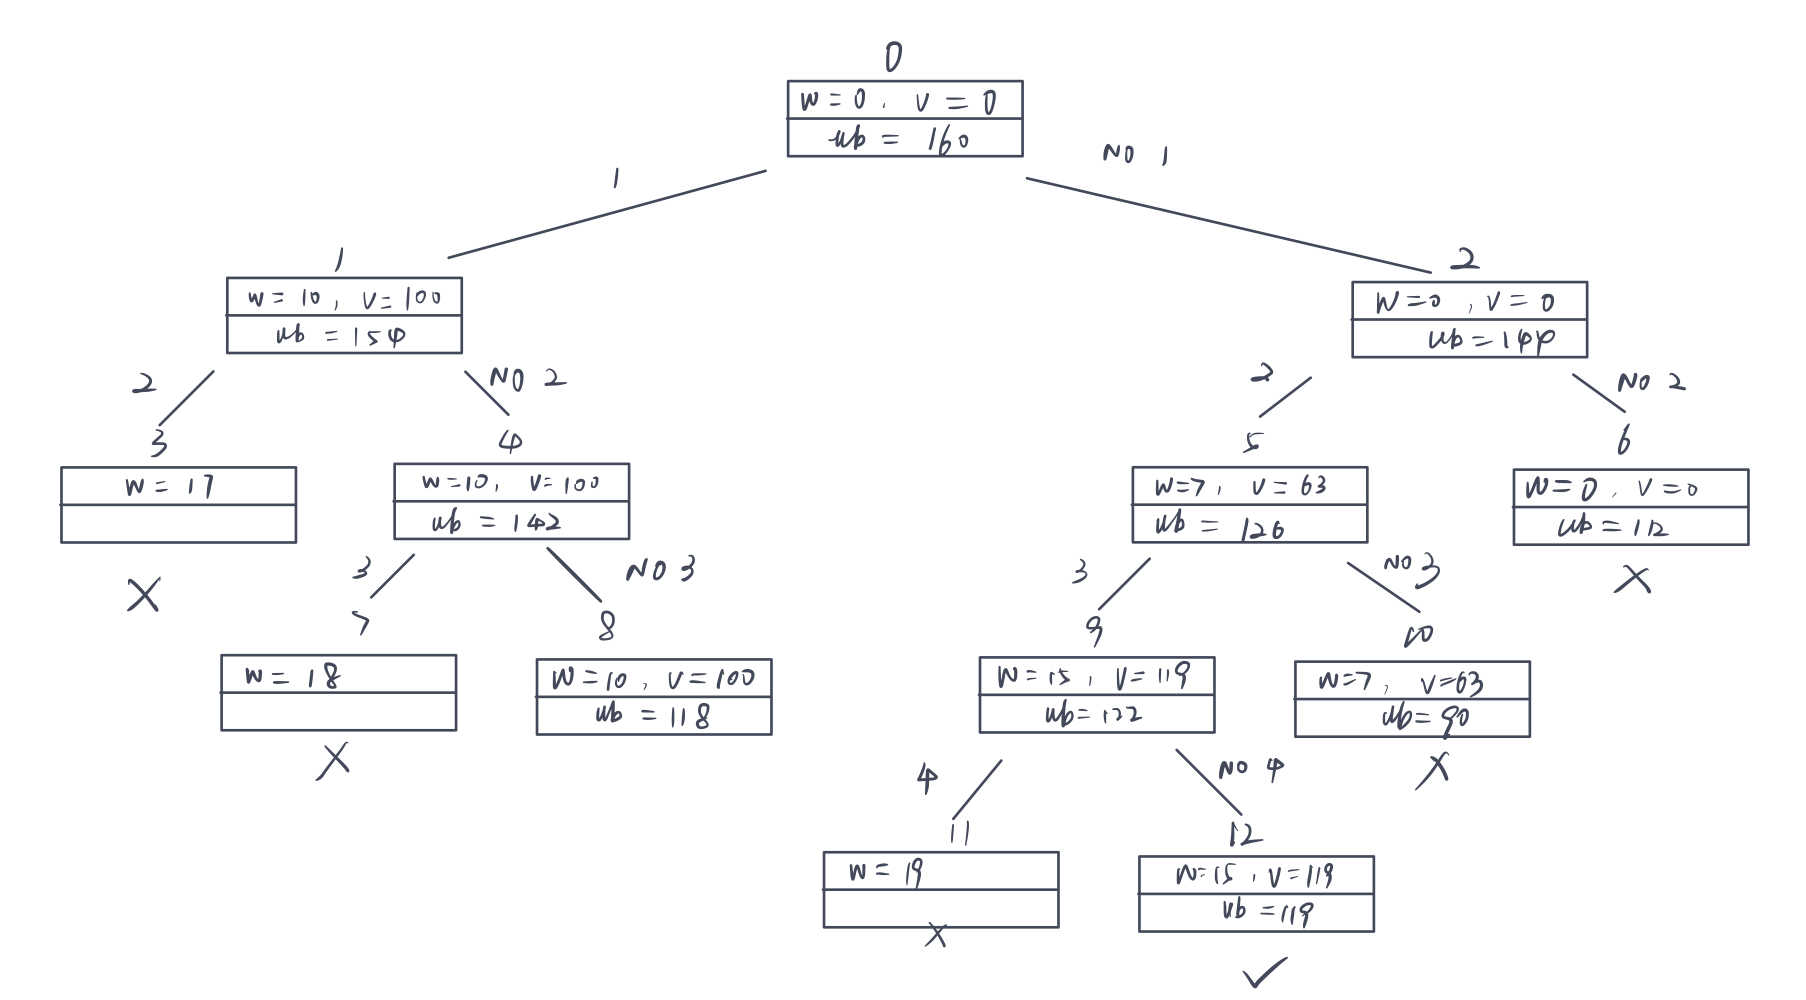 0
w = 0 , v = 0
ub = 160
1
NO 1
1
w = 10 , v = 100
ub = 154
2
w = 0 , v = 0
ub = 144
2
NO 2
2
NO 2
3
w = 17
X
4
w = 10, v = 100
ub = 142
5
w = 7, v = 63
ub = 126
6
w = 0 , v = 0
ub = 112
X
3
NO 3
3
NO 3
7
w = 18
X
8
w = 10 , v = 100
ub = 118
9
w = 15 , v = 119
ub = 122
10
w = 7, v = 63
ub = 90
X
4
NO 4
11
w = 19
X
12
w = 15 , v = 119
ub = 119
✓